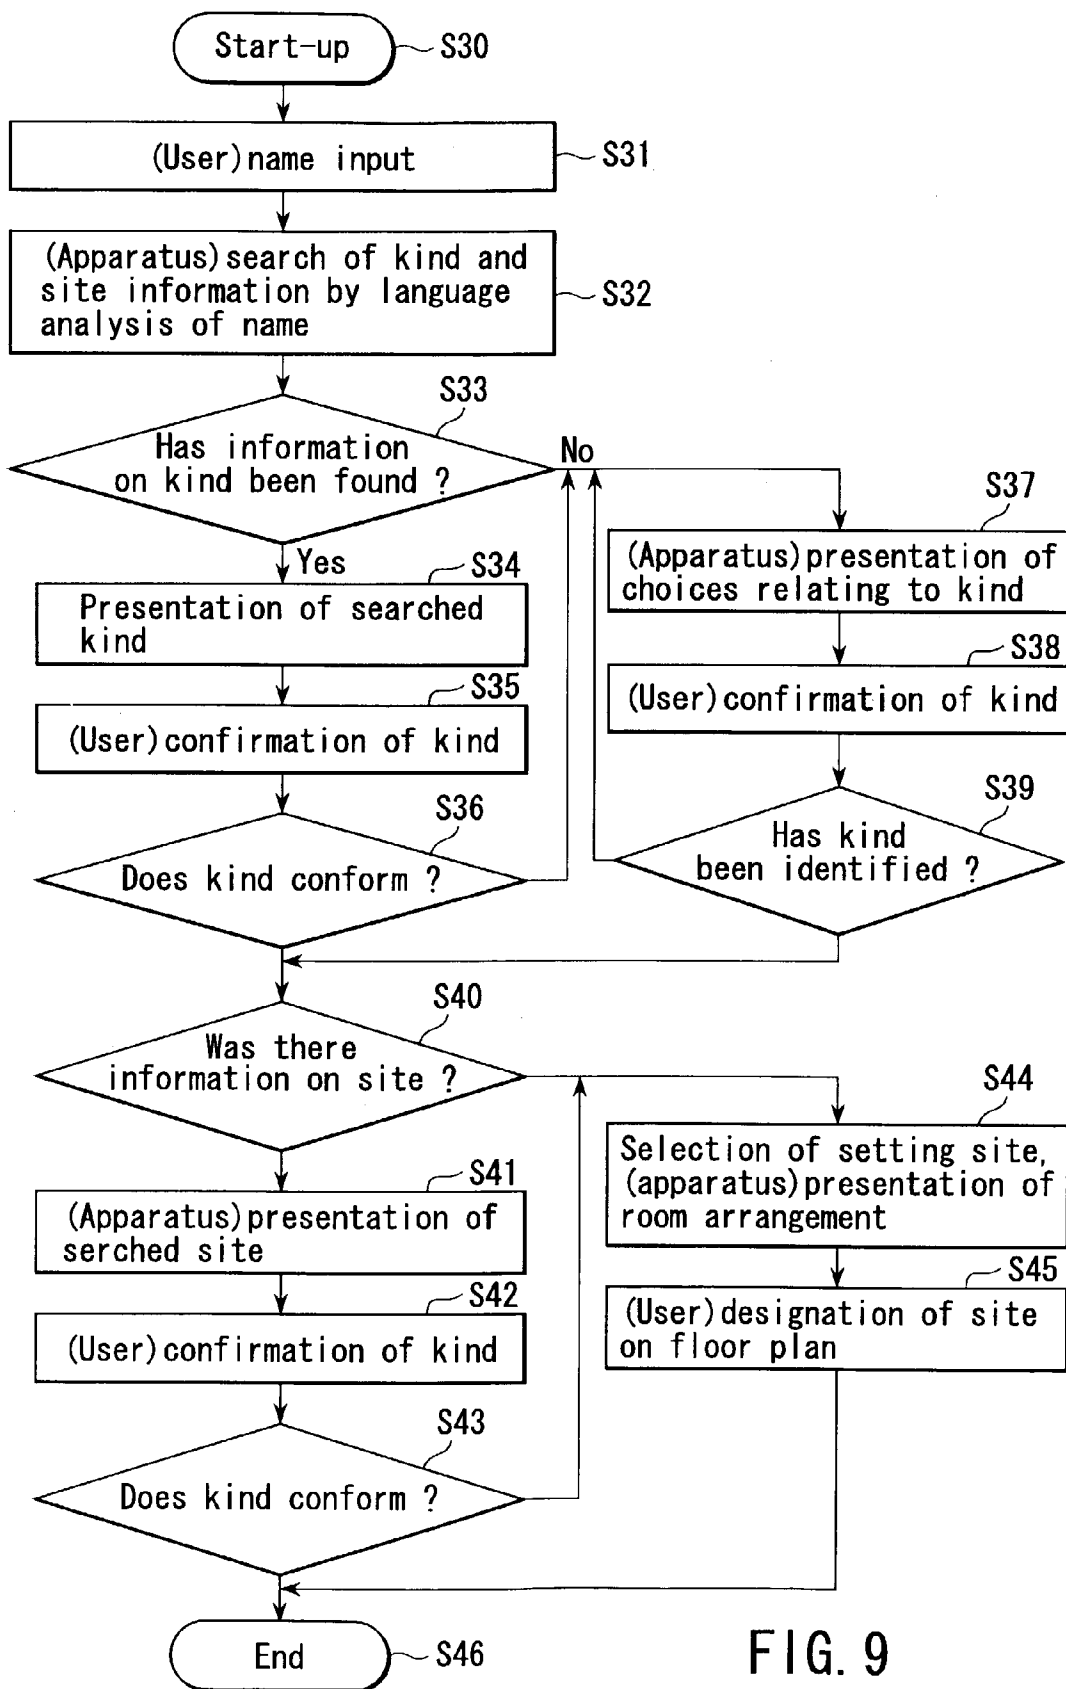 Start-up
S30
(User)name input
S31
(Apparatus)search of kind and
site information by language
analysis of name
S32
S33
Has information
on kind been found ?
No
Yes
S34
Presentation of searched
kind
S35
(User)confirmation of kind
S36
Does kind conform ?
S37
(Apparatus)presentation of
choices relating to kind
S38
(User)confirmation of kind
S39
Has kind
been identified ?
S40
Was there
information on site ?
S41
(Apparatus)presentation of
serched site
S42
(User)confirmation of kind
S43
Does kind conform ?
S44
Selection of setting site,
(apparatus)presentation of
room arrangement
S45
(User)designation of site
on floor plan
End
S46
FIG. 9